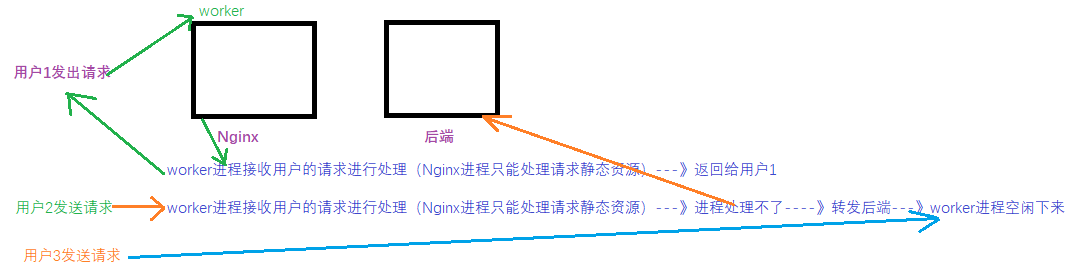 worker
用户1发出请求
Nginx
后端
worker进程接收用户的请求进行处理（Nginx进程只能处理请求静态资源）---》返回给用户1
用户2发送请求
worker进程接收用户的请求进行处理（Nginx进程只能处理请求静态资源）---》进程处理不了----》转发后端---》worker进程空闲下来
用户3发送请求